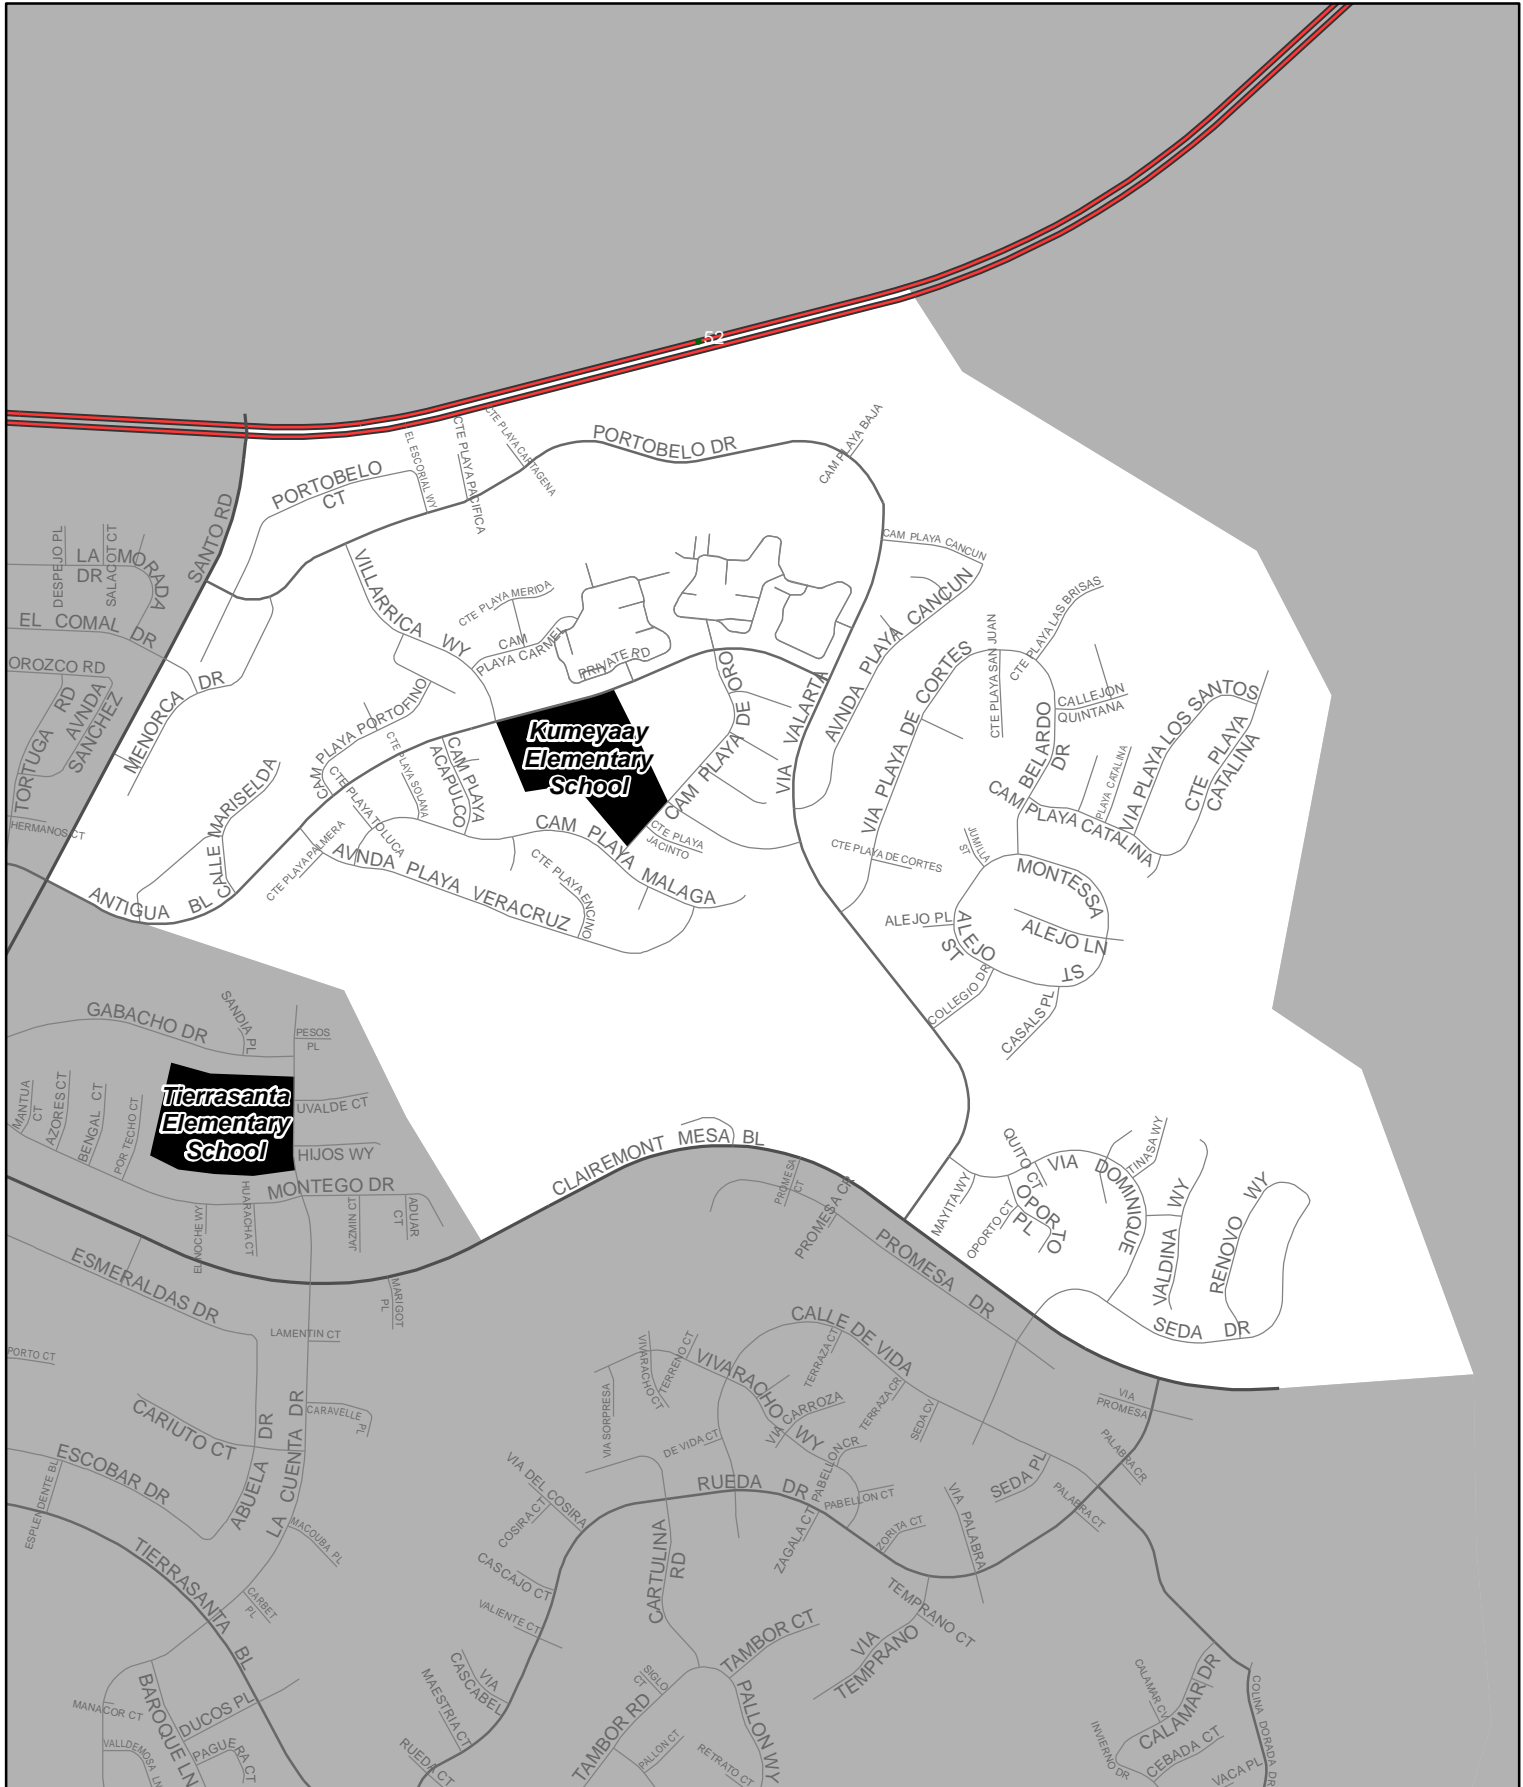 52
PORTOBELO DR
CAM PLAYA BAJA
CTE PLAYA CARTAGENA
CTE PLAYA PACIFICA
EL ESCORIAL WY
PORTOBELO
CT
SANTO RD
DESPEJO PL
LA MORADA
DR
SALACOT CT
EL COMAL DR
OROZCO RD
TORTUGA
RD
AVNDA
SANCHEZ
HERMANOS CT
MENORCA DR
VILLARRICA WY
CTE PLAYA MERIDA
CAM
PLAYA CARMEL
PRIVATE RD
CAM PLAYA CANCUN
AVNDA PLAYA CANCUN
CAM PLAYA PORTOFINO
CTE PLAYA SOLANA
CAM PLAYA
ACAPULCO
CTE PLAYA TOLUCA
CTE PLAYA PALMERA
CALLE MARISELDA
ANTIGUA BL
Kumeyaay
Elementary
School
CAM PLAYA DE ORO
VIA VALARTA
CTE PLAYA
JACINTO
CAM PLAYA MALAGA
AVNDA PLAYA VERACRUZ
CTE PLAYA ENCINO
VIA PLAYA DE CORTES
CTE PLAYA DE CORTES
CTE PLAYA SAN JUAN
CTE PLAYA LAS BRISAS
CALLEJON
QUINTANA
BELARDO
DR
CAM PLAYA CATALINA
PLAYA CATALINA
VIA PLAYA LOS SANTOS
CTE PLAYA
CATALINA
JUMILLA
ST
MONTESSA
ST
ALEJO PL
ALEJO
ST
ALEJO LN
COLLEGIO DR
CASALS PL
GABACHO DR
SANDIA PL
PESOS
PL
MANTUA
CT
AZORES CT
BENGAL CT
POR TECHO CT
Tierrasanta
Elementary
School
UVALDE CT
HIJOS WY
MONTEGO DR
HUARACHA CT
EL NOCHE WY
JAZMIN CT
ADUAR
CT
MARIGOT
PL
CLAIREMONT MESA BL
PROMESA
CT
PROMESA CR
PROMESA DR
MAYITA WY
QUITO CT
OPORTO CT
OPORTO
PL
VIA DOMINIQUE
TINASA WY
VALDINA WY
RENOVO WY
SEDA DR
ESMERALDAS DR
LAMENTIN CT
PORTO CT
CARIUTO CT
CARAVELLE
PL
ESCOBAR DR
ESPLENDENTE BL
ABUELA DR
LA CUENTA DR
MACOUBA PL
TIERRASANTA BL
CARBET
PL
BAROQUE LN
MANACOR CT
VALLDEMOSA LN
DUCOS PL
PAGUERA CT
CALLE DE VIDA
VIVARACHO CT
TERRENO CT
VIVARACHO WY
TERRAZA CT
TERRAZA CR
SEDA CV
VIA SORPRESA
VIA CARROZA
DE VIDA CT
PABELLON CR
PABELLON CT
RUEDA DR
VIA DEL COSIRA
COSIRA CT
CASCAJO CT
VALIENTE CT
VIA
CASCABEL
MAESTRIA CT
RUEDA CT
CARTULINA
RD
ZAGALA CT
ZORITA CT
VIA PALABRA
SEDA PL
PALABRA CT
PALABRA CR
VIA
PROMESA
TEMPRANO CT
VIA
TEMPRANO
TAMBOR CT
SIGLO
CT
TAMBOR RD
PALLON CT
PALLON WY
RETRATO CT
CALAMAR CV
CALAMAR DR
INVIERNO DR
CEBADA CT
VACA PL
COLINA DORADA DR